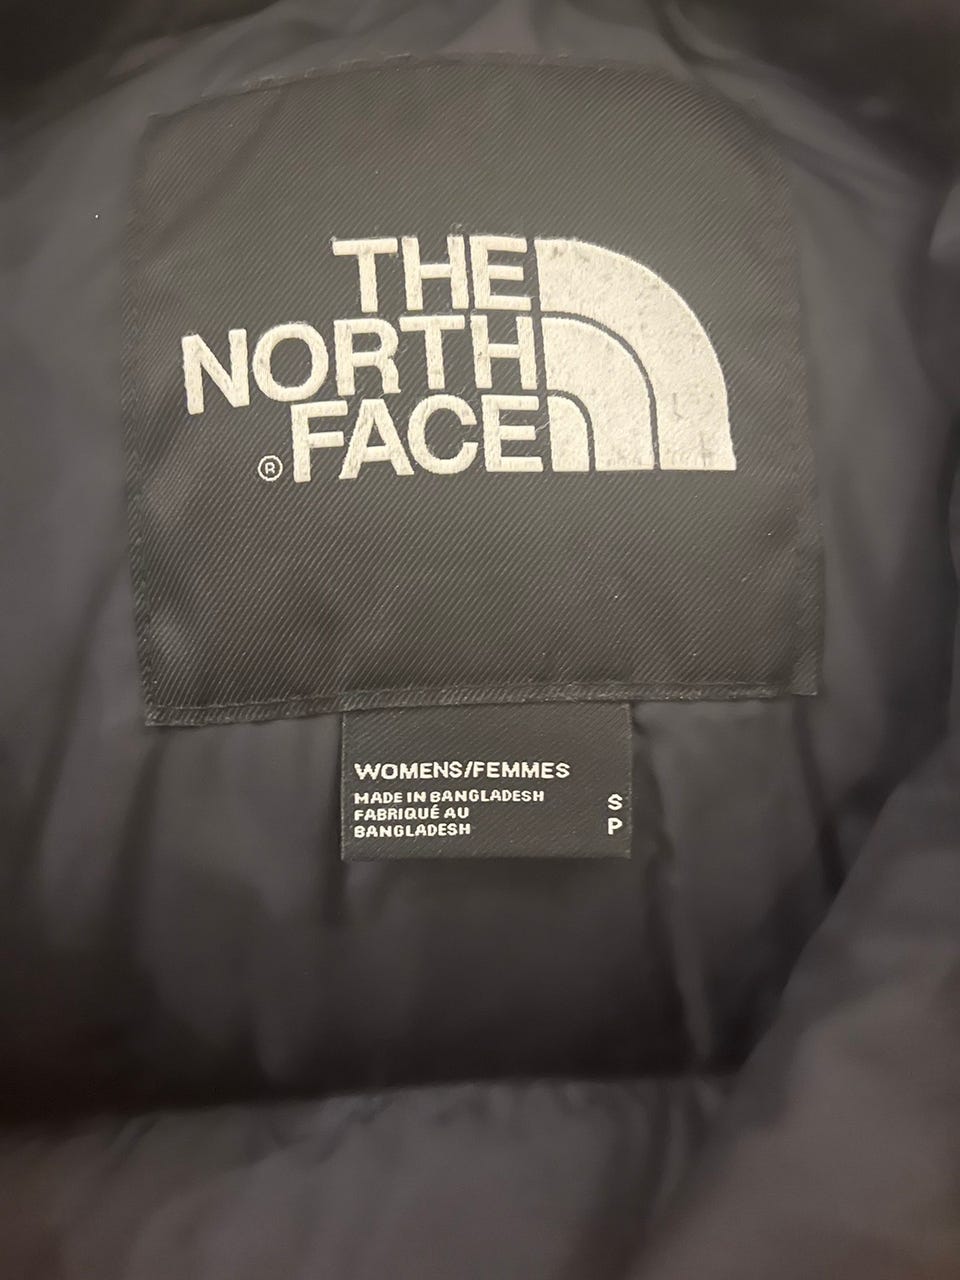 THE
NORTH
FACE
®
WOMENS/FEMMES
MADE IN BANGLADESH
FABRIQUÉ AU
BANGLADESH
S
P